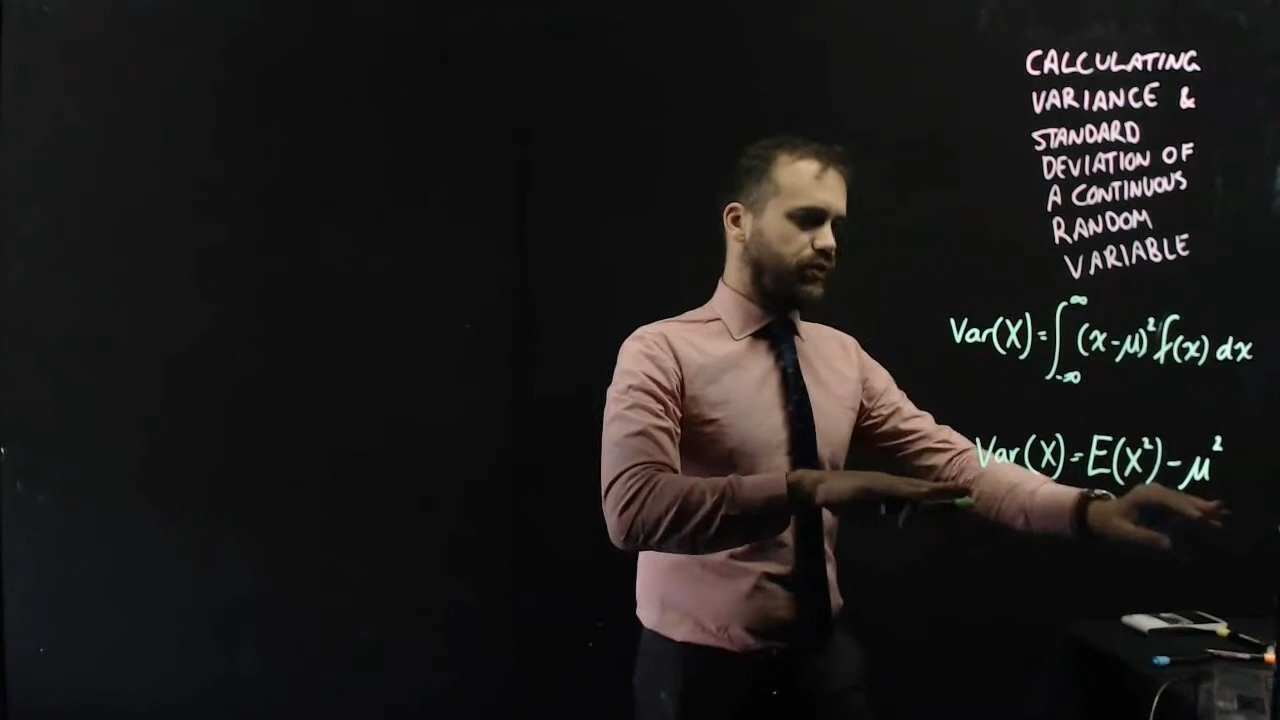 CALCULATING
VARIANCE &
STANDARD
DEVIATION OF
A CONTINUOUS
RANDOM
VARIABLE
Var(X)=∫_{-∞}^{∞} (x-μ)² f(x) dx
Var(X)=E(X²)-μ²